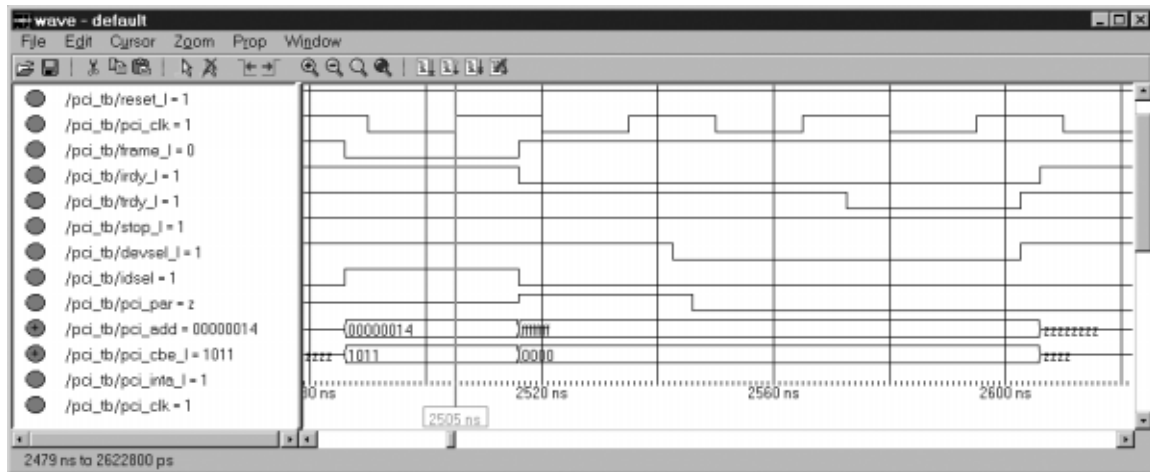 wave - default
File Edit Cursor Zoom Prop Window
/pci_tb/reset_l = 1
/pci_tb/pci_clk = 1
/pci_tb/frame_l = 0
/pci_tb/irdy_l = 1
/pci_tb/trdy_l = 1
/pci_tb/stop_l = 1
/pci_tb/devsel_l = 1
/pci_tb/idsel = 1
/pci_tb/pci_par = z
/pci_tb/pci_add = 00000014 00000014 ffffffff zzzzzzzz
/pci_tb/pci_cbe_l = 1011 zzzz 1011 0000 zzzz
/pci_tb/pci_inta_l = 1
/pci_tb/pci_clk = 1
80 ns 2520 ns 2560 ns 2600 ns
2505 ns
2479 ns to 2622800 ps